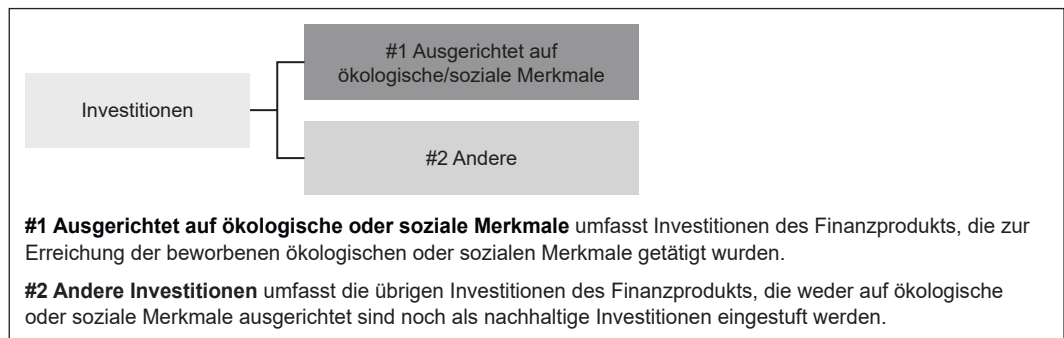 #1 Ausgerichtet auf
ökologische/soziale Merkmale
Investitionen
#2 Andere
#1 Ausgerichtet auf ökologische oder soziale Merkmale umfasst Investitionen des Finanzprodukts, die zur
Erreichung der beworbenen ökologischen oder sozialen Merkmale getätigt wurden.
#2 Andere Investitionen umfasst die übrigen Investitionen des Finanzprodukts, die weder auf ökologische
oder soziale Merkmale ausgerichtet sind noch als nachhaltige Investitionen eingestuft werden.